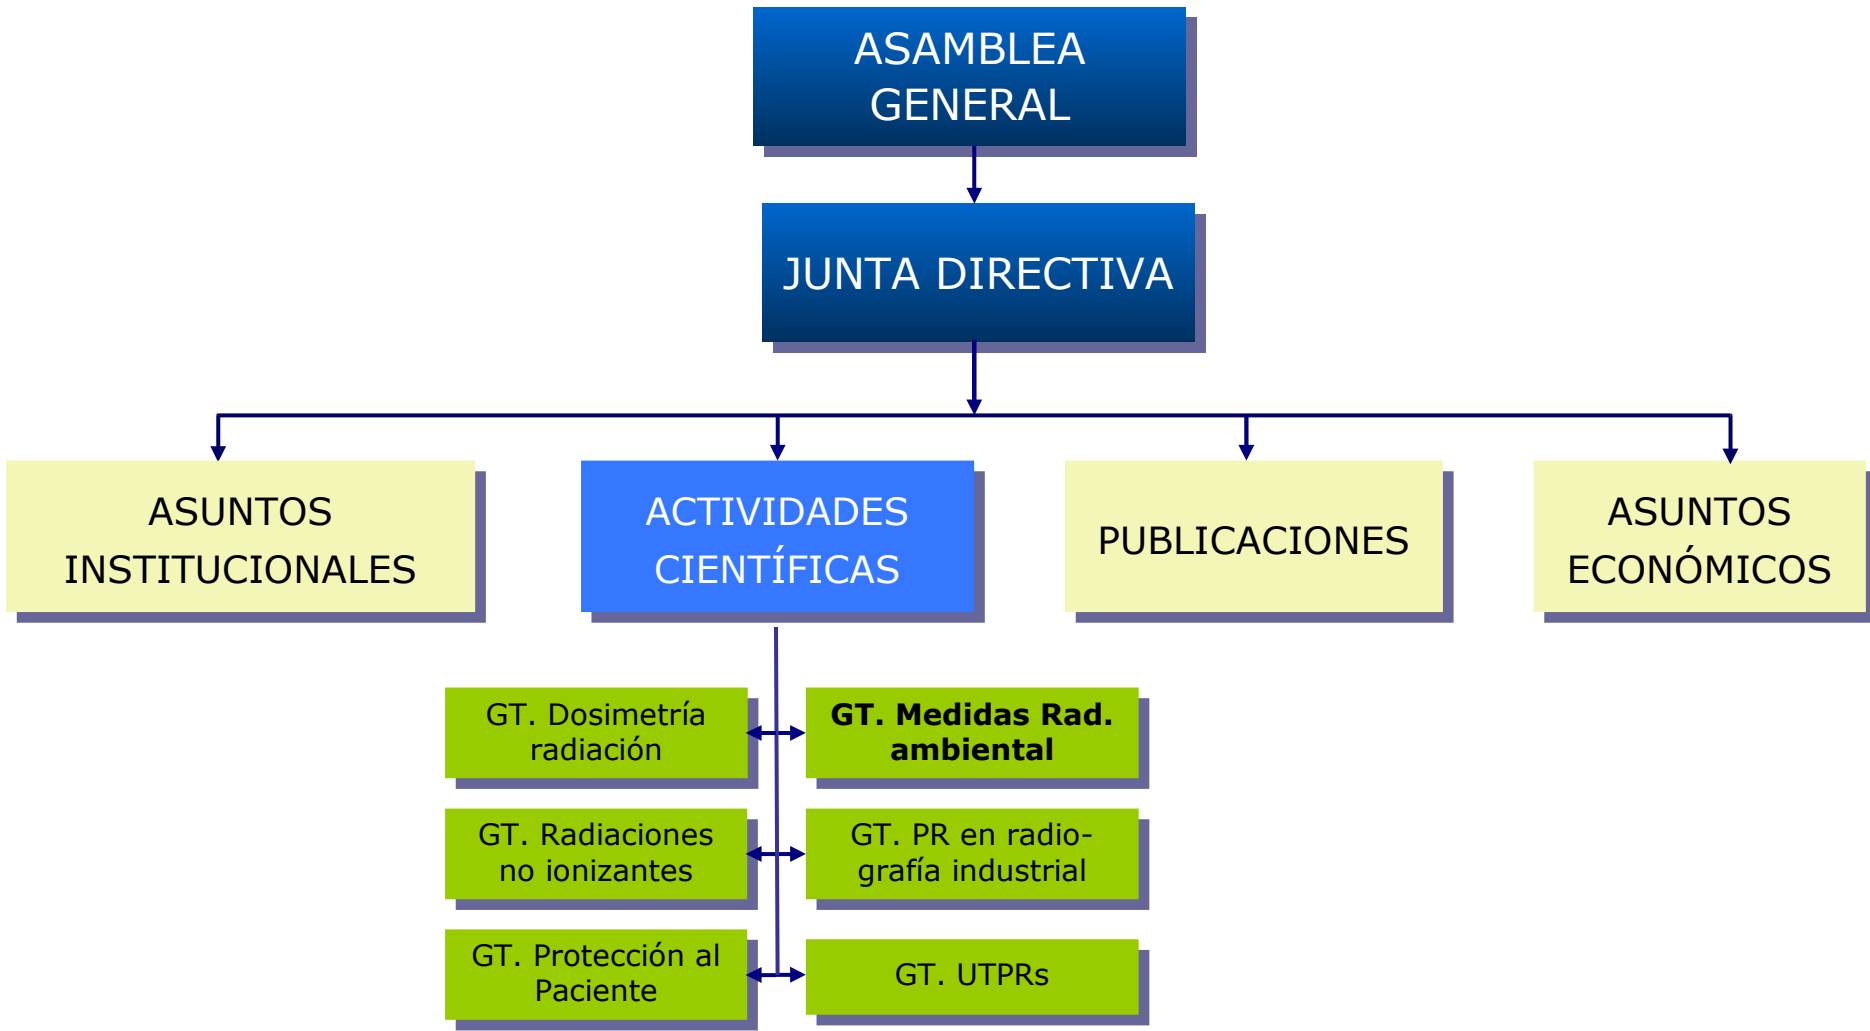 ASAMBLEA
GENERAL
JUNTA DIRECTIVA
ASUNTOS
INSTITUCIONALES
ACTIVIDADES
CIENTÍFICAS
PUBLICACIONES
ASUNTOS
ECONÓMICOS
GT. Dosimetría
radiación
GT. Medidas Rad.
ambiental
GT. Radiaciones
no ionizantes
GT. PR en radio-
grafía industrial
GT. Protección al
Paciente
GT. UTPRs